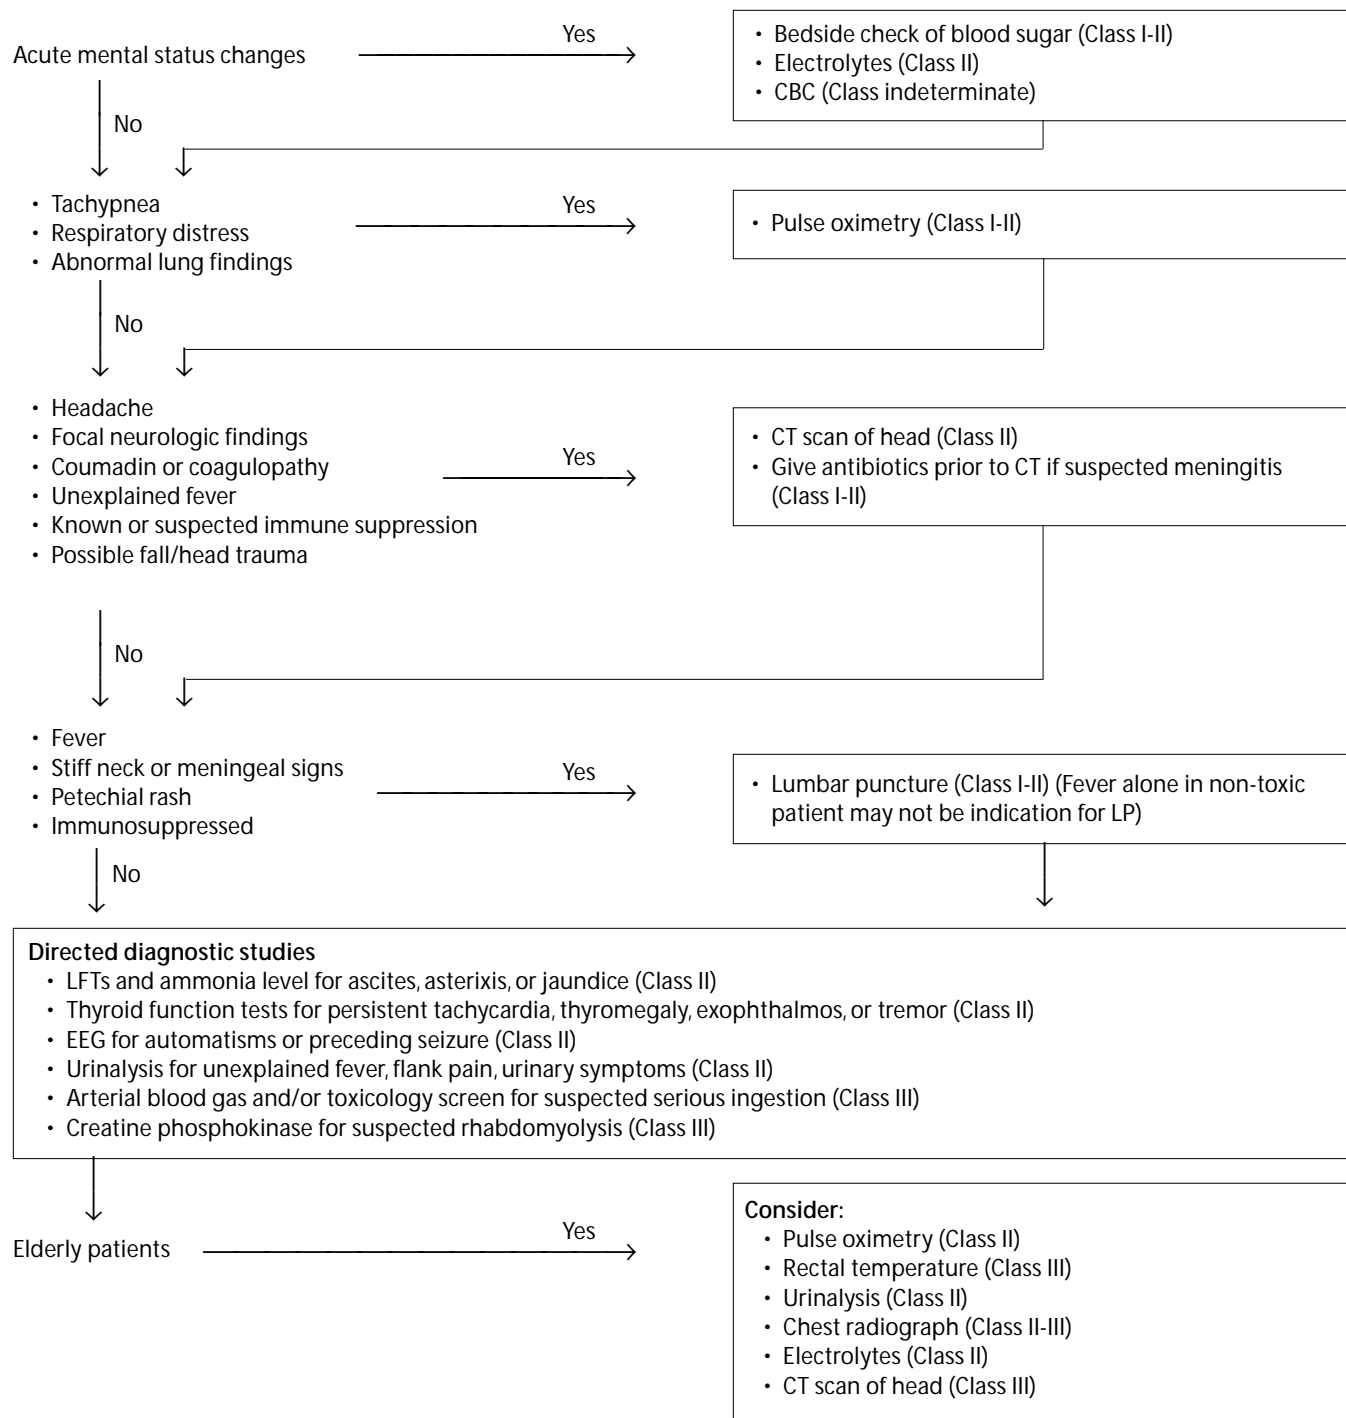 Acute mental status changes
Yes
• Bedside check of blood sugar (Class I-II)
• Electrolytes (Class II)
• CBC (Class indeterminate)
No
• Tachypnea
• Respiratory distress
• Abnormal lung findings
Yes
• Pulse oximetry (Class I-II)
No
• Headache
• Focal neurologic findings
• Coumadin or coagulopathy
• Unexplained fever
• Known or suspected immune suppression
• Possible fall/head trauma
Yes
• CT scan of head (Class II)
• Give antibiotics prior to CT if suspected meningitis
(Class I-II)
No
• Fever
• Stiff neck or meningeal signs
• Petechial rash
• Immunosuppressed
Yes
• Lumbar puncture (Class I-II) (Fever alone in non-toxic
patient may not be indication for LP)
No
Directed diagnostic studies
• LFTs and ammonia level for ascites, asterixis, or jaundice (Class II)
• Thyroid function tests for persistent tachycardia, thyromegaly, exophthalmos, or tremor (Class II)
• EEG for automatisms or preceding seizure (Class II)
• Urinalysis for unexplained fever, flank pain, urinary symptoms (Class II)
• Arterial blood gas and/or toxicology screen for suspected serious ingestion (Class III)
• Creatine phosphokinase for suspected rhabdomyolysis (Class III)
Elderly patients
Yes
Consider:
• Pulse oximetry (Class II)
• Rectal temperature (Class III)
• Urinalysis (Class II)
• Chest radiograph (Class II-III)
• Electrolytes (Class II)
• CT scan of head (Class III)